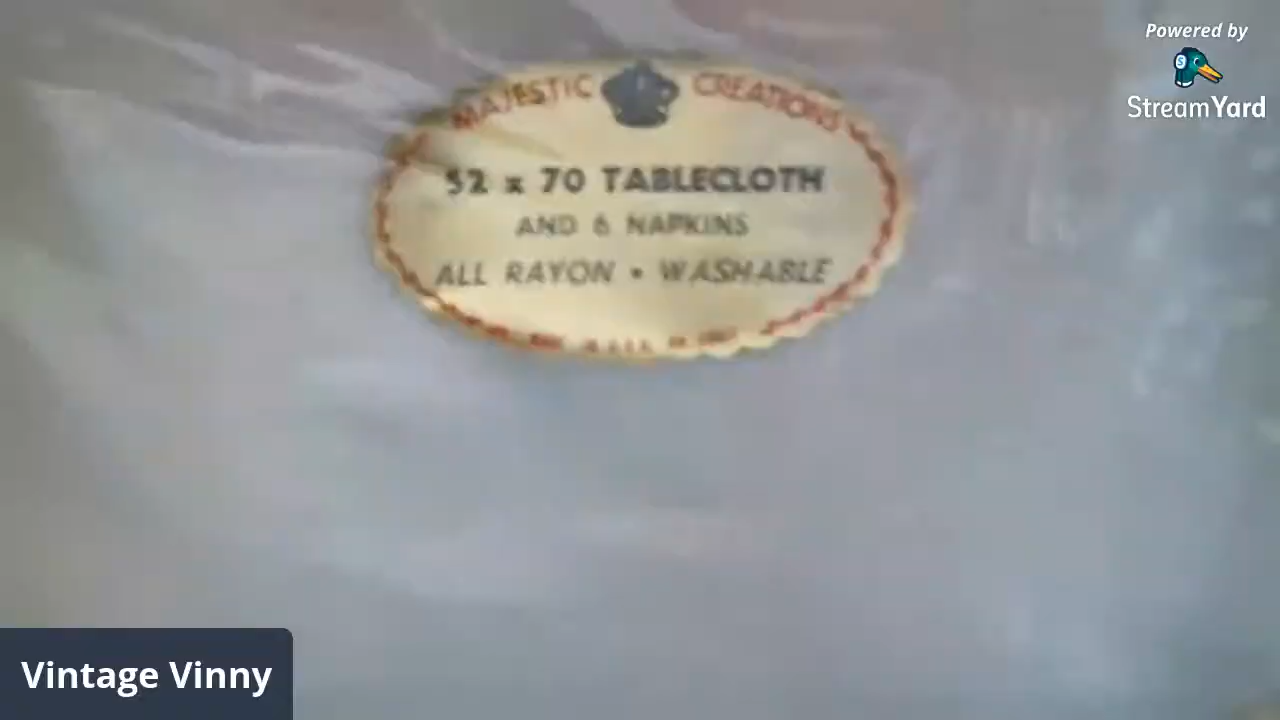 Powered by
StreamYard
MAJESTIC CREATIONS
52 x 70 TABLECLOTH
AND 6 NAPKINS
ALL RAYON • WASHABLE
Vintage Vinny